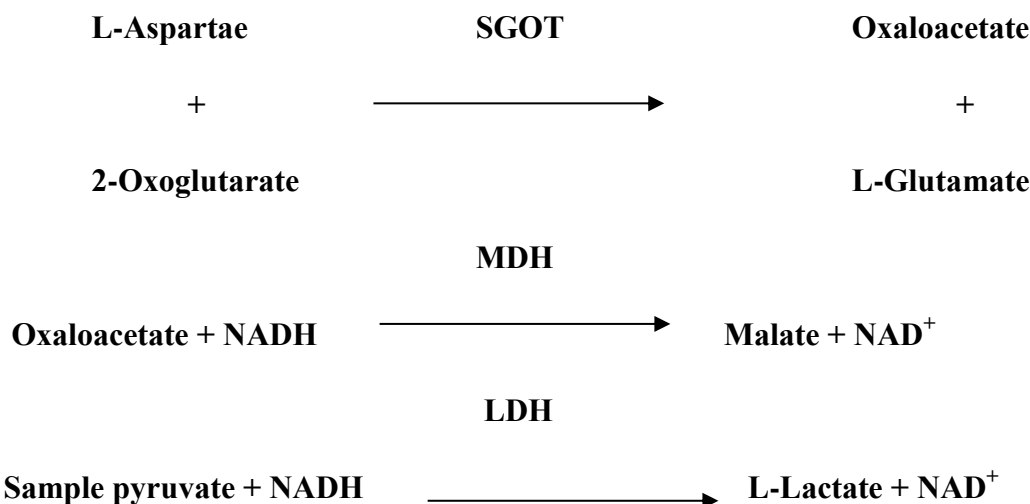 L-Aspartae SGOT Oxaloacetate
+ +
2-Oxoglutarate L-Glutamate
MDH
Oxaloacetate + NADH Malate + NAD⁺
LDH
Sample pyruvate + NADH L-Lactate + NAD⁺